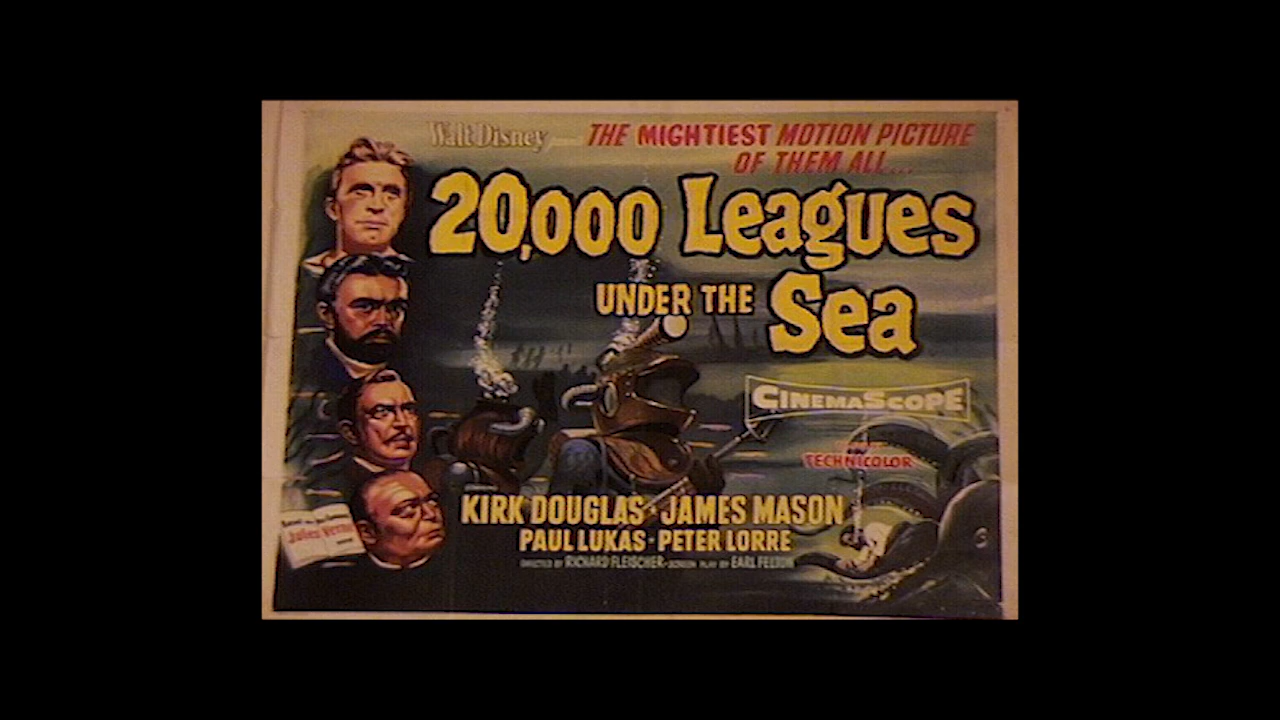 Walt Disney
THE MIGHTIEST MOTION PICTURE
OF THEM ALL...
20,000 Leagues
UNDER THE Sea
CINEMASCOPE
TECHNICOLOR
KIRK DOUGLAS · JAMES MASON
PAUL LUKAS · PETER LORRE
DIRECTED BY RICHARD FLEISCHER · SCREEN PLAY BY EARL FELTON
Jules Verne